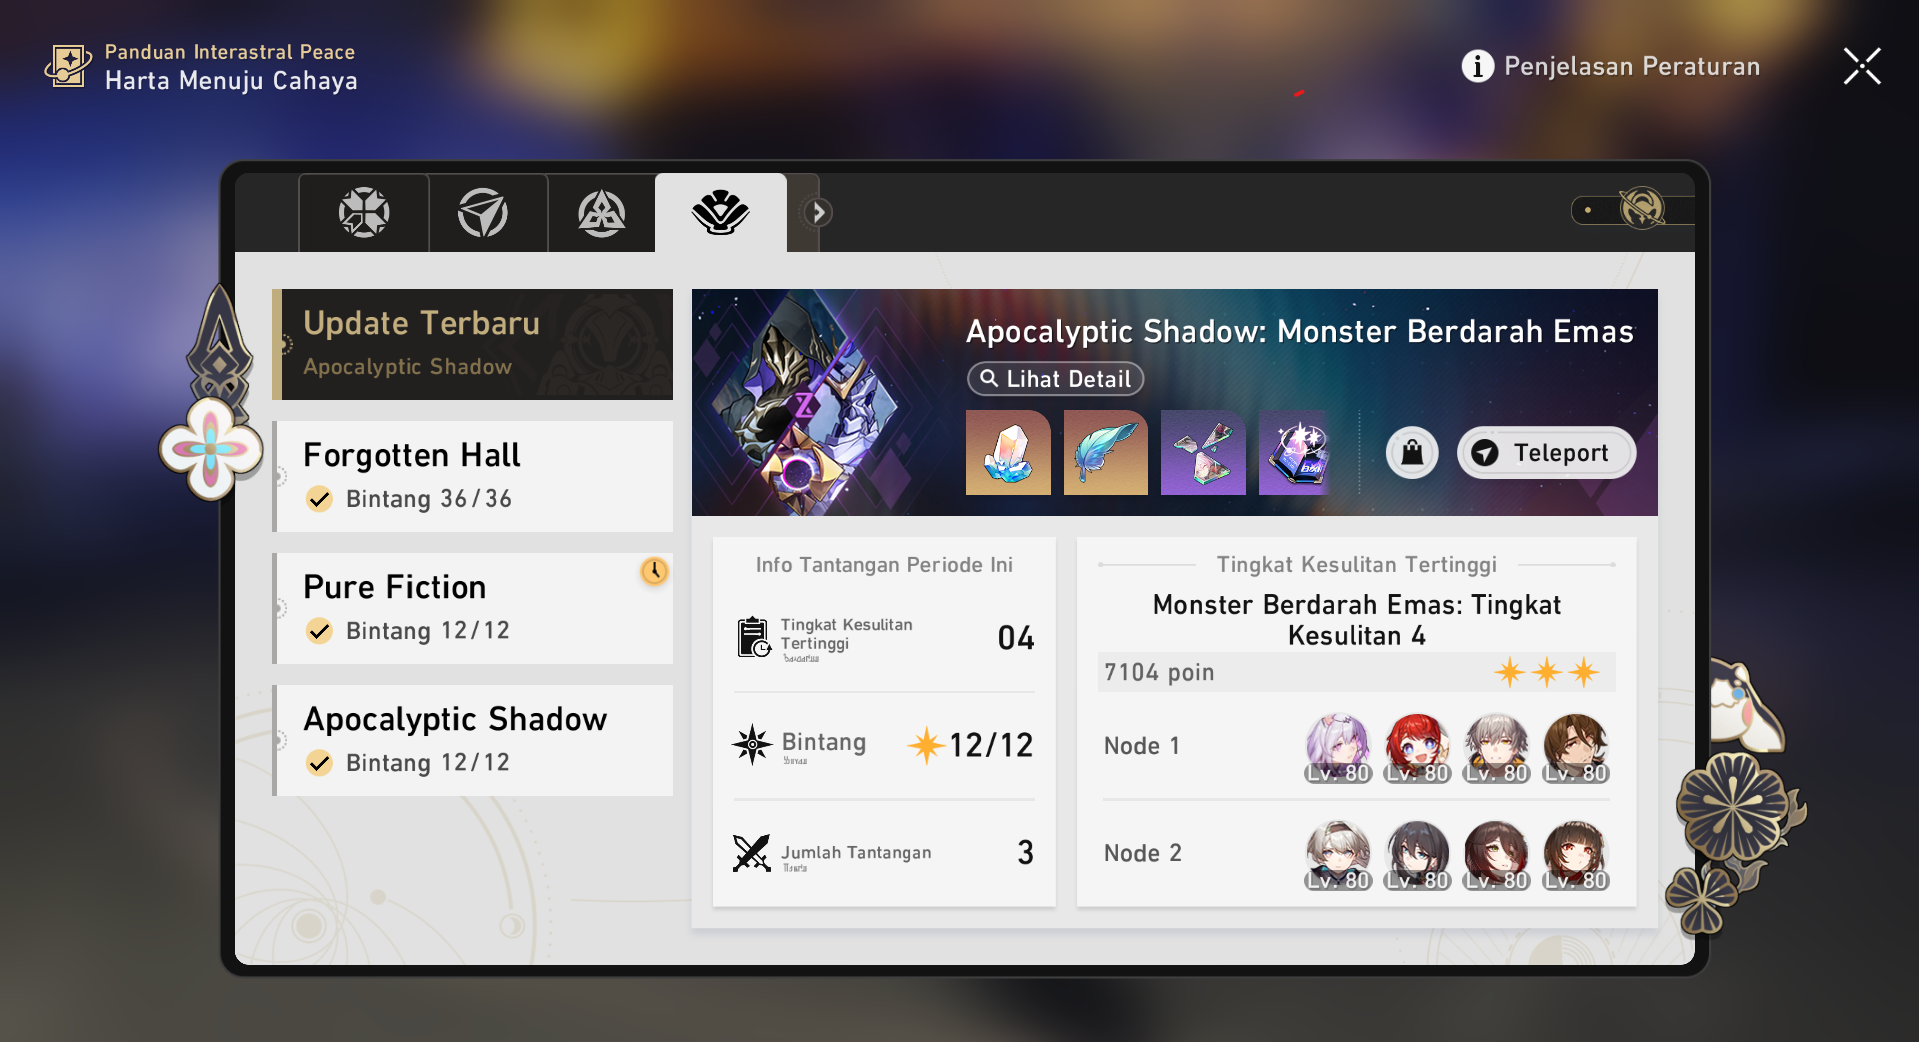 Panduan Interastral Peace
Harta Menuju Cahaya
Penjelasan Peraturan
Update Terbaru
Apocalyptic Shadow
Forgotten Hall
Bintang 36/36
Pure Fiction
Bintang 12/12
Apocalyptic Shadow
Bintang 12/12
Apocalyptic Shadow: Monster Berdarah Emas
Lihat Detail
Teleport
Info Tantangan Periode Ini
Tingkat Kesulitan
Tertinggi
04
Bintang
12/12
Jumlah Tantangan
3
Tingkat Kesulitan Tertinggi
Monster Berdarah Emas: Tingkat
Kesulitan 4
7104 poin
Node 1
Lv. 80 Lv. 80 Lv. 80 Lv. 80
Node 2
Lv. 80 Lv. 80 Lv. 80 Lv. 80